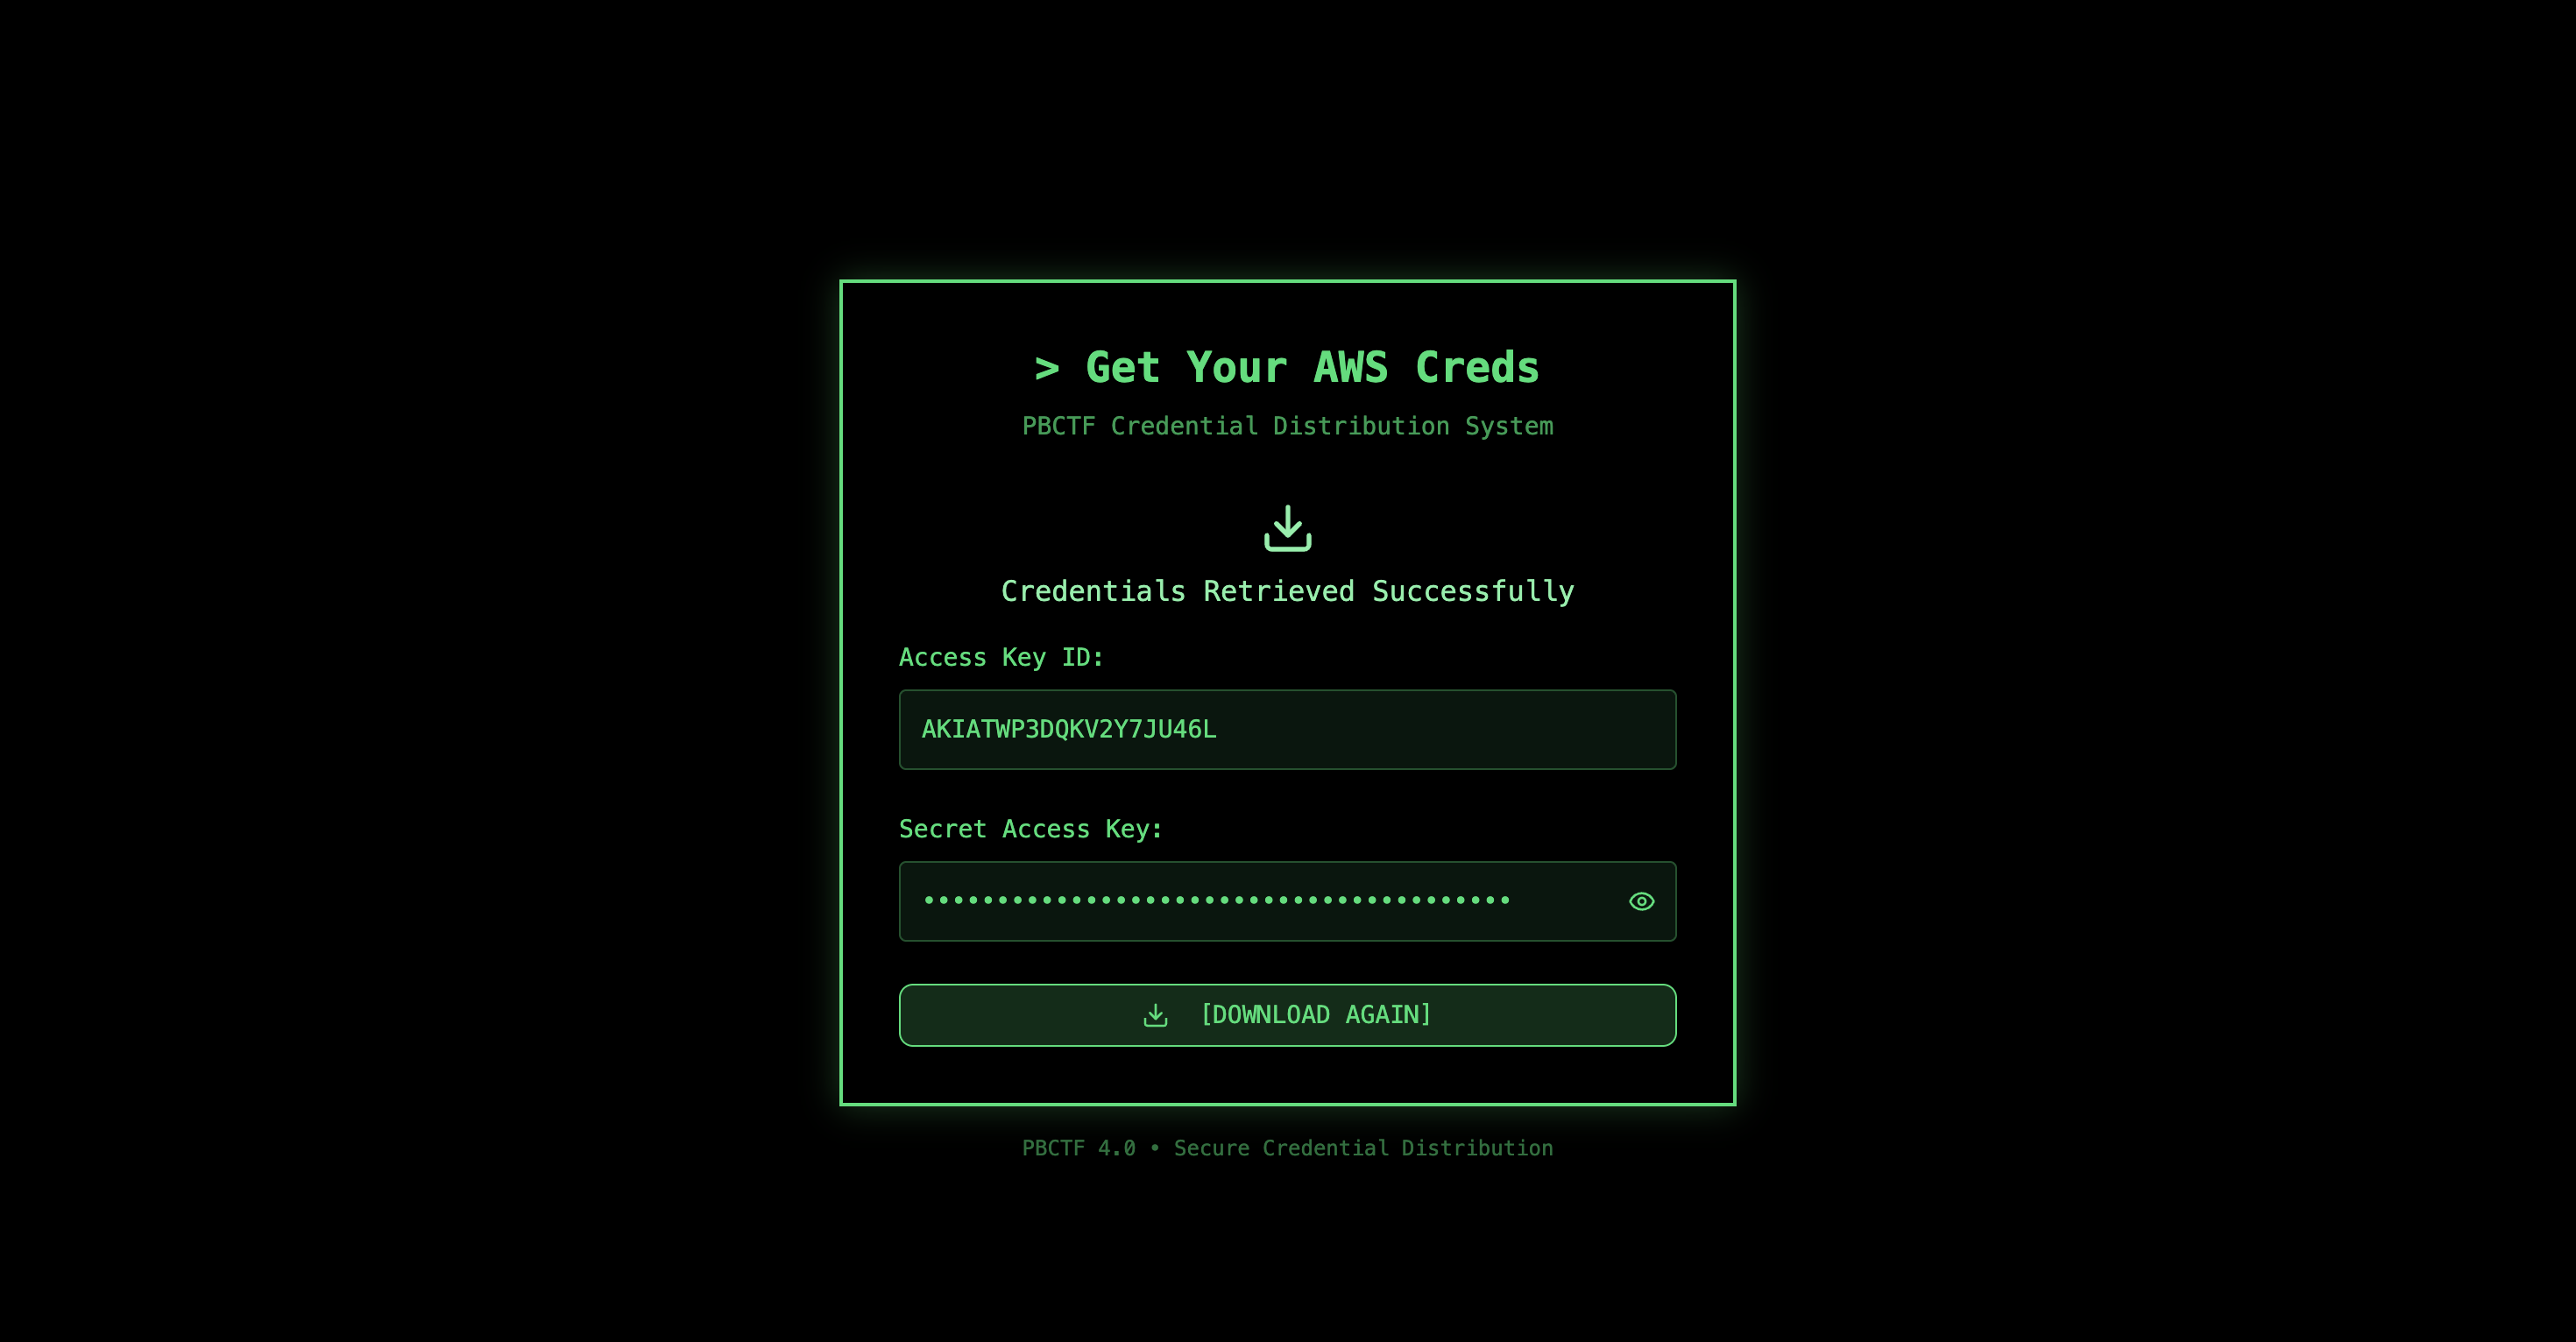 > Get Your AWS Creds
PBCTF Credential Distribution System
Credentials Retrieved Successfully
Access Key ID:
AKIATWP3DQKV2Y7JU46L
Secret Access Key:
••••••••••••••••••••••••••••••••••••••••
[DOWNLOAD AGAIN]
PBCTF 4.0 • Secure Credential Distribution